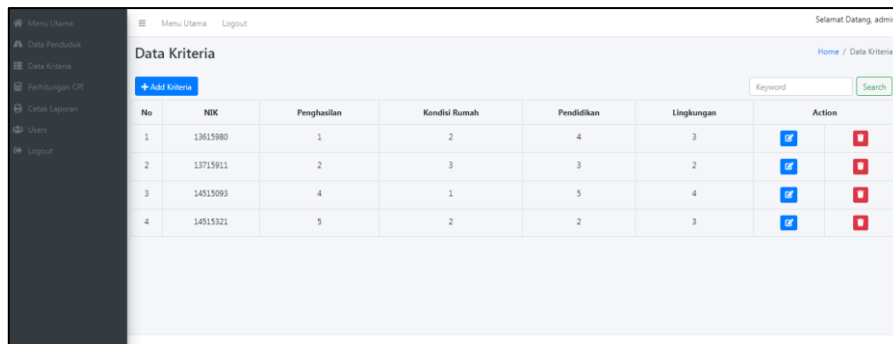 Menu Utama
Data Penduduk
Data Kriteria
Perhitungan CPI
Cetak Laporan
Users
Logout
Menu Utama Logout
Selamat Datang, admi
Data Kriteria
Home / Data Kriteria
+ Add Kriteria
Keyword
Search
No NIK Penghasilan Kondisi Rumah Pendidikan Lingkungan Action
1 13615980 1 2 4 3
2 13715911 2 3 3 2
3 14515093 4 1 5 4
4 14515321 5 2 2 3